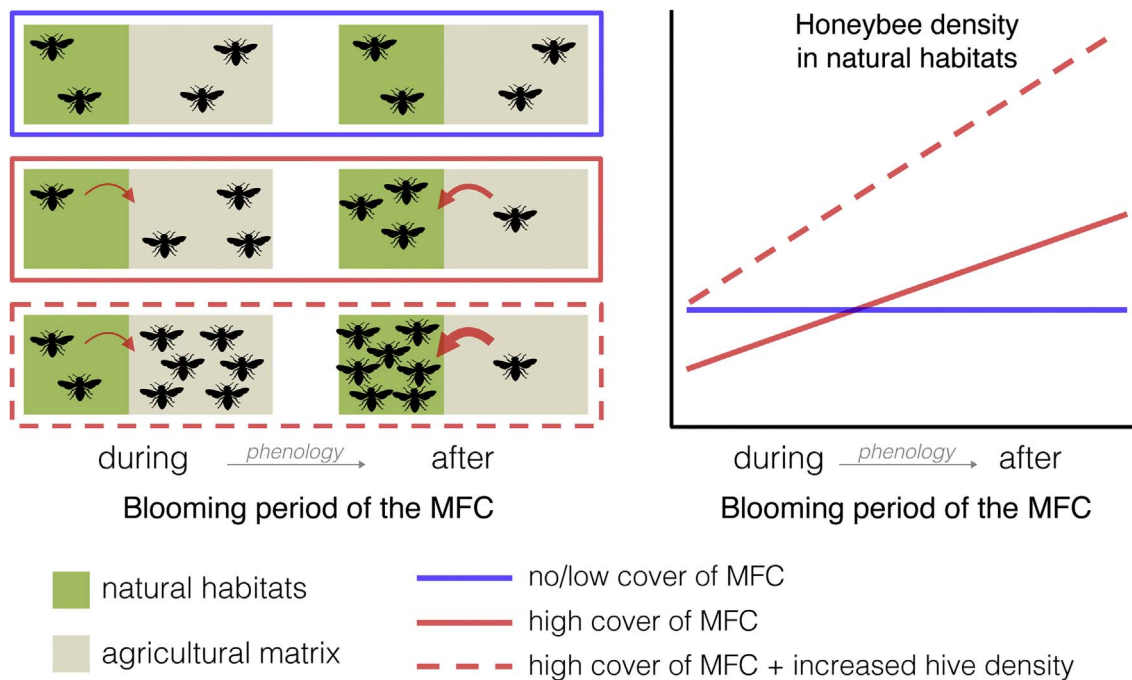 Honeybee density
in natural habitats
during phenology after
Blooming period of the MFC
during phenology after
Blooming period of the MFC
natural habitats
agricultural matrix
no/low cover of MFC
high cover of MFC
high cover of MFC + increased hive density